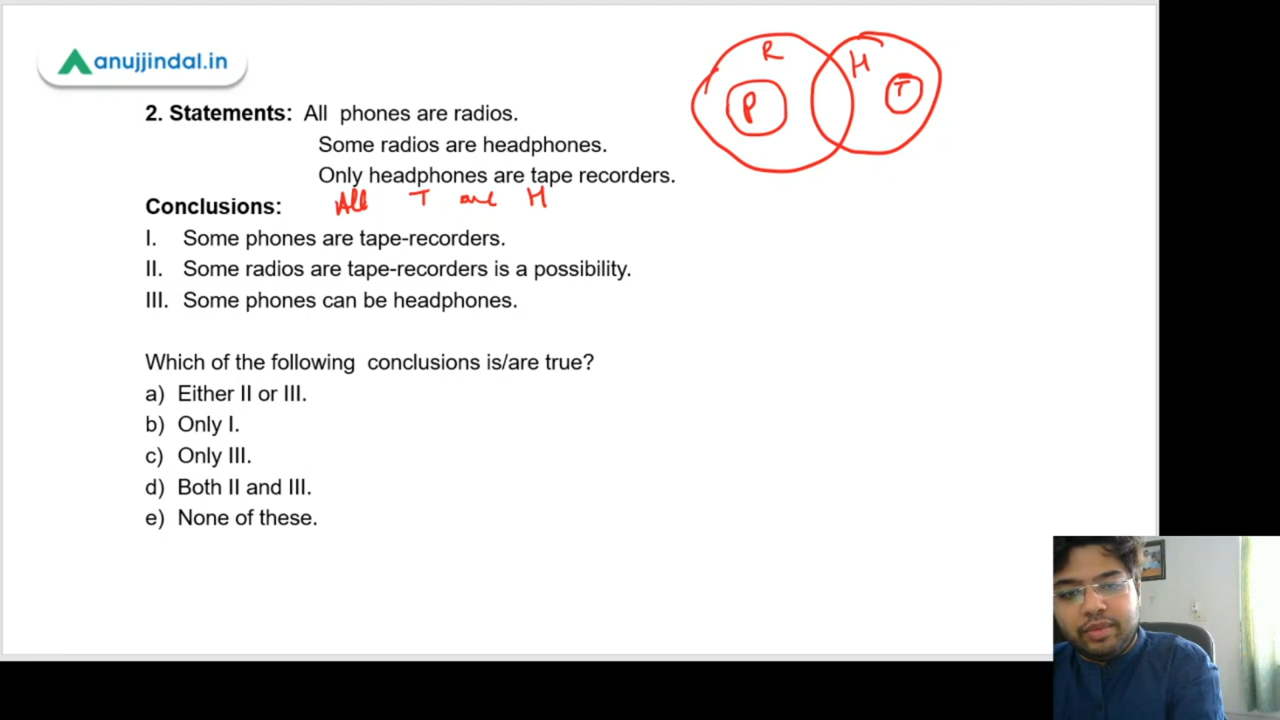 anujjindal.in
2. Statements: All phones are radios.
Some radios are headphones.
Only headphones are tape recorders.
All T are H
Conclusions:
I. Some phones are tape-recorders.
II. Some radios are tape-recorders is a possibility.
III. Some phones can be headphones.
Which of the following conclusions is/are true?
a) Either II or III.
b) Only I.
c) Only III.
d) Both II and III.
e) None of these.
R
H
P
T